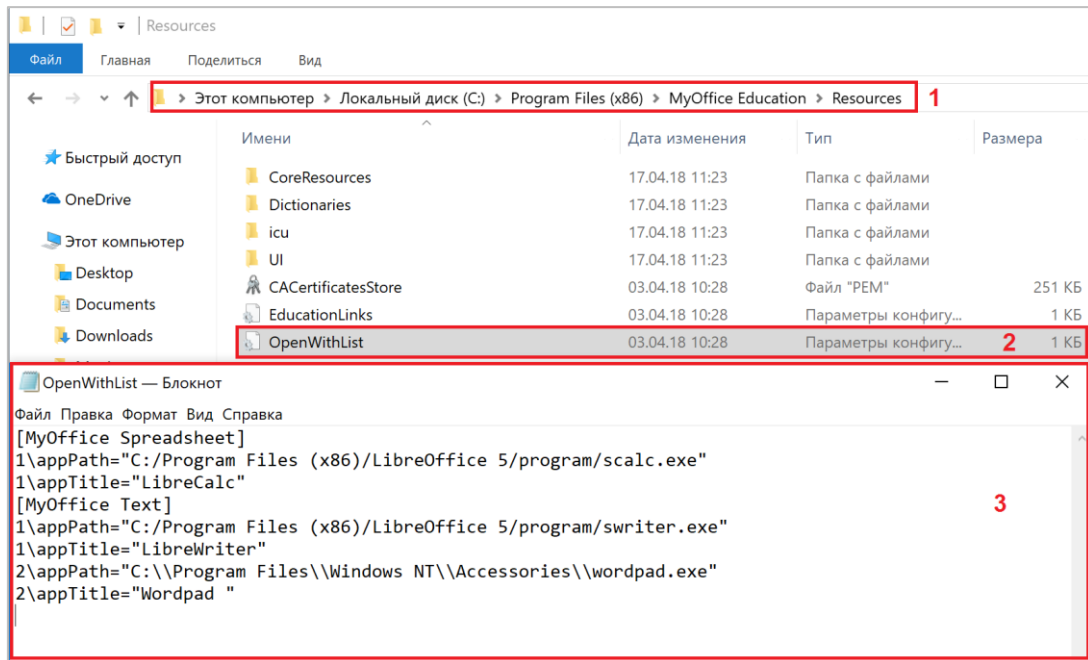 Resources
Файл Главная Поделиться Вид
Этот компьютер > Локальный диск (C:) > Program Files (x86) > MyOffice Education > Resources 1
Имени Дата изменения Тип Размера
Быстрый доступ
OneDrive
Этот компьютер
Desktop
Documents
Downloads
CoreResources 17.04.18 11:23 Папка с файлами
Dictionaries 17.04.18 11:23 Папка с файлами
icu 17.04.18 11:23 Папка с файлами
UI 17.04.18 11:23 Папка с файлами
CACertificatesStore 03.04.18 10:28 Файл "PEM" 251 КБ
EducationLinks 03.04.18 10:28 Параметры конфигу... 1 КБ
OpenWithList 03.04.18 10:28 Параметры конфигу... 2 1 КБ
OpenWithList — Блокнот
Файл Правка Формат Вид Справка
[MyOffice Spreadsheet]
1\appPath="C:/Program Files (x86)/LibreOffice 5/program/scalc.exe"
1\appTitle="LibreCalc"
[MyOffice Text]
3
1\appPath="C:/Program Files (x86)/LibreOffice 5/program/swriter.exe"
1\appTitle="LibreWriter"
2\appPath="C:\\Program Files\\Windows NT\\Accessories\\wordpad.exe"
2\appTitle="Wordpad "